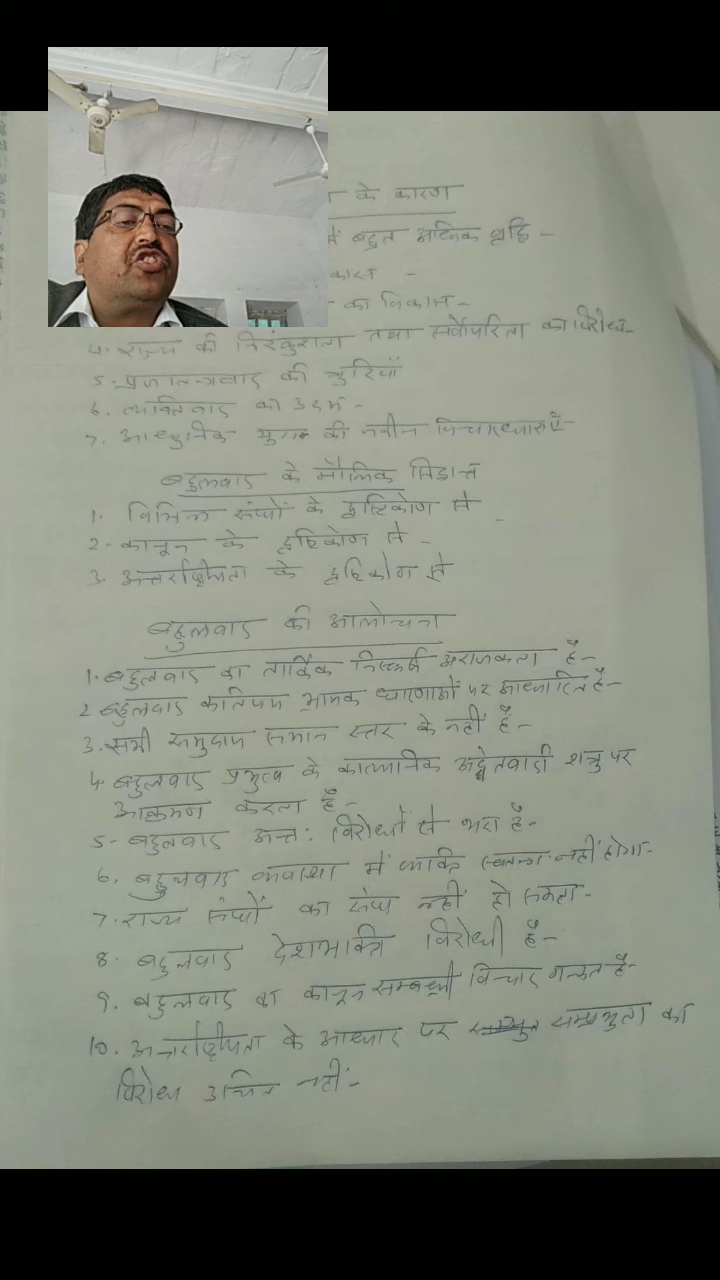 के कारण
में बहुत अधिक वृद्धि -
का विकास -
4. राज्य की निरंकुशता तथा सर्वोपरिता का विरोध -
5. प्रजातन्त्रवाद की त्रुटियाँ
6. व्यक्तिवाद का उदय -
7. आधुनिक युग की नवीन विचारधाराएँ -
बहुलवाद के मौलिक सिद्धान्त
1. विभिन्न संघों के दृष्टिकोण से -
2. कानून के दृष्टिकोण से -
3. अन्तर्राष्ट्रीयता के दृष्टिकोण से
बहुलवाद की आलोचना
1. बहुलवाद का तार्किक निष्कर्ष अराजकता है -
2 बहुलवाद कतिपय भ्रामक धारणाओं पर आधारित है -
3. सभी समुदाय समान स्तर के नहीं हैं -
4. बहुलवाद प्रभुत्व के काल्पनिक अद्वैतवादी शत्रु पर
आक्रमण करता है -
5 - बहुलवाद अन्त: विरोधों से भरा है -
6. बहुलवाद व्यवस्था में व्यक्ति स्वतन्त्र नहीं होगा -
7. राज्य संघों का संघ नहीं हो सकता -
8. बहुलवाद देशभक्ति विरोधी है -
9. बहुलवाद का कानून सम्बन्धी विचार गलत है -
10. अन्तर्राष्ट्रीयता के आधार पर सम्प्रभुता का
विरोध उचित नहीं -